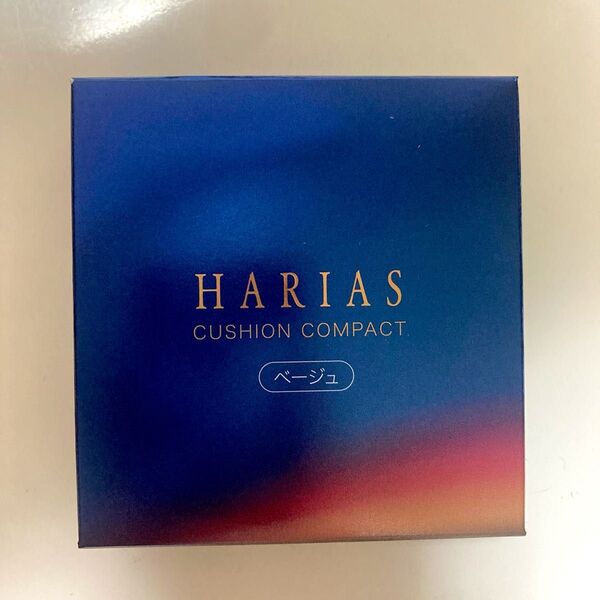 HARIAS
CUSHION COMPACT
ベージュ